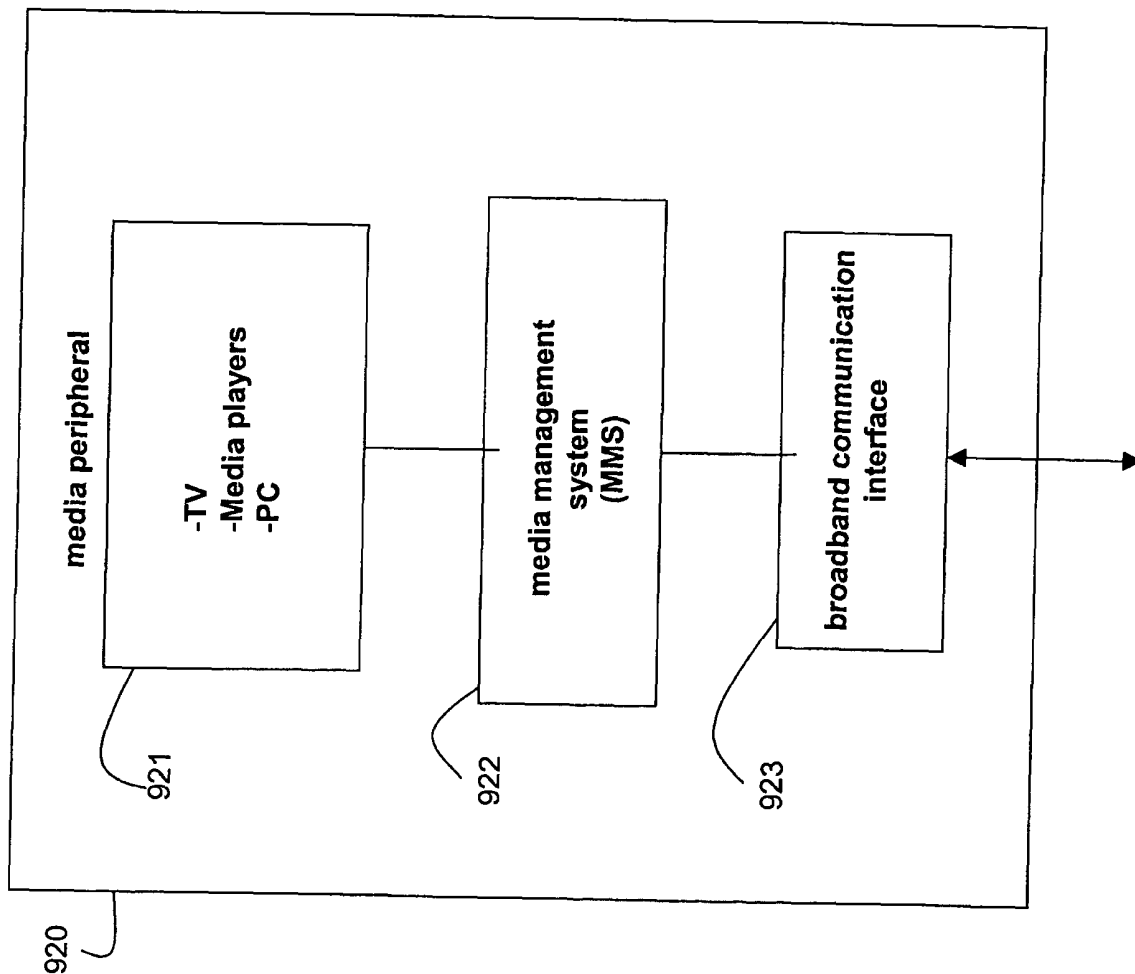 media peripheral
-TV
-Media players
-PC
media management
system
(MMS)
broadband communication
interface
920
921
922
923